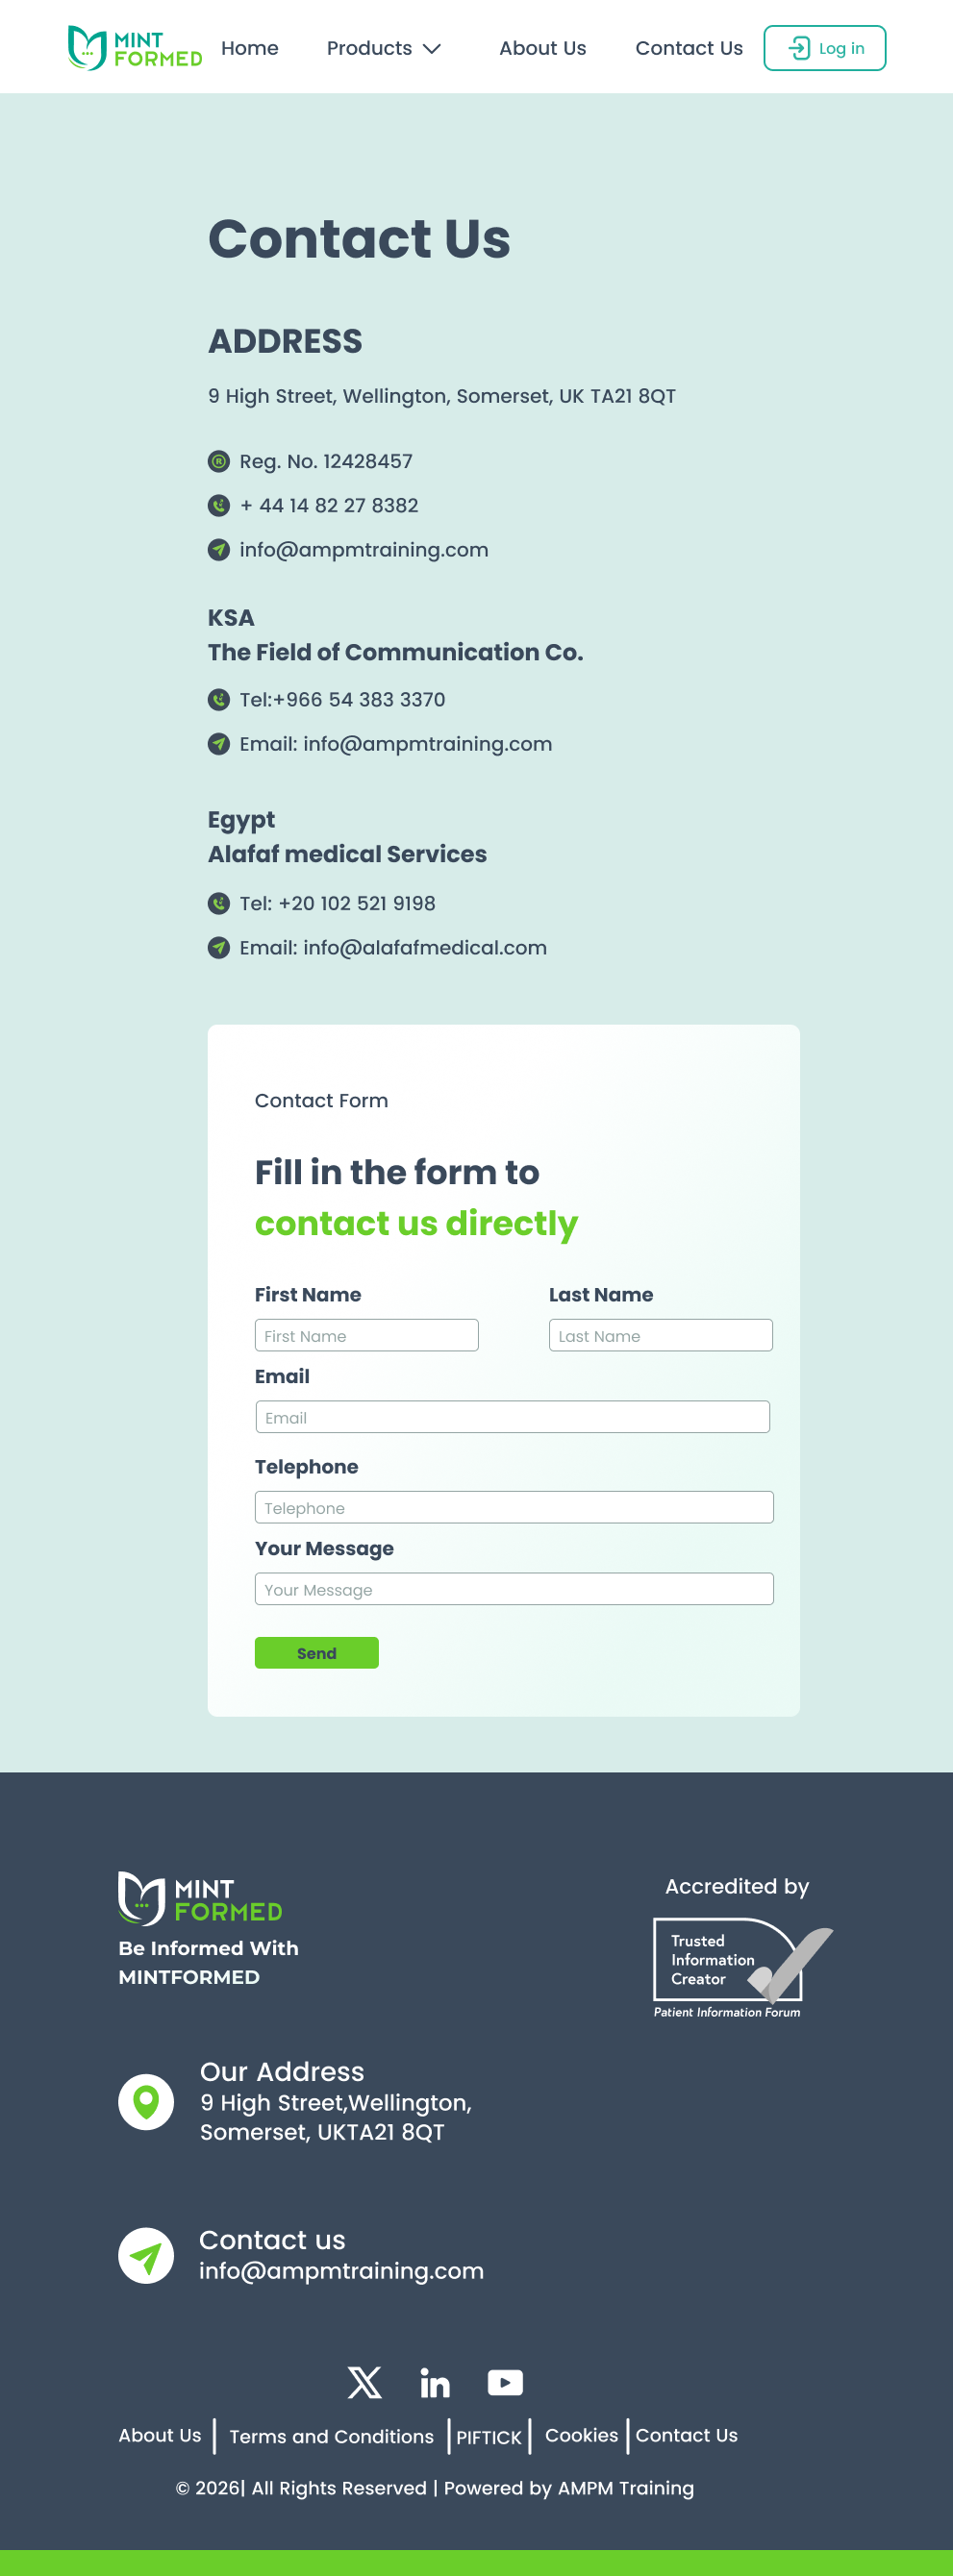 MINT
FORMED
Home
Products
About Us
Contact Us
Log in
Contact Us
ADDRESS
9 High Street, Wellington, Somerset, UK TA21 8QT
Reg. No. 12428457
+ 44 14 82 27 8382
info@ampmtraining.com
KSA
The Field of Communication Co.
Tel:+966 54 383 3370
Email: info@ampmtraining.com
Egypt
Alafaf medical Services
Tel: +20 102 521 9198
Email: info@alafafmedical.com
Contact Form
Fill in the form to
contact us directly
First Name
Last Name
First Name
Last Name
Email
Email
Telephone
Telephone
Your Message
Your Message
Send
MINT
FORMED
Be Informed With
MINTFORMED
Accredited by
Trusted
Information
Creator
Patient Information Forum
Our Address
9 High Street,Wellington,
Somerset, UKTA21 8QT
Contact us
info@ampmtraining.com
About Us
Terms and Conditions
PIFTICK
Cookies
Contact Us
© 2026| All Rights Reserved | Powered by AMPM Training